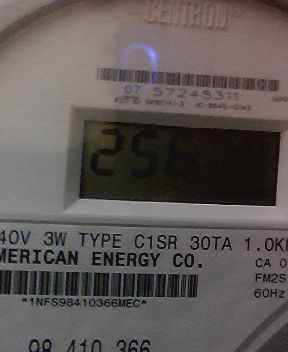 CENTRON
07 57245311
256
40V 3W TYPE C1SR 30TA 1.0K
MERICAN ENERGY CO.
CA 0
FM2S
60Hz
*1NFS98410366MEC*
98 410 366